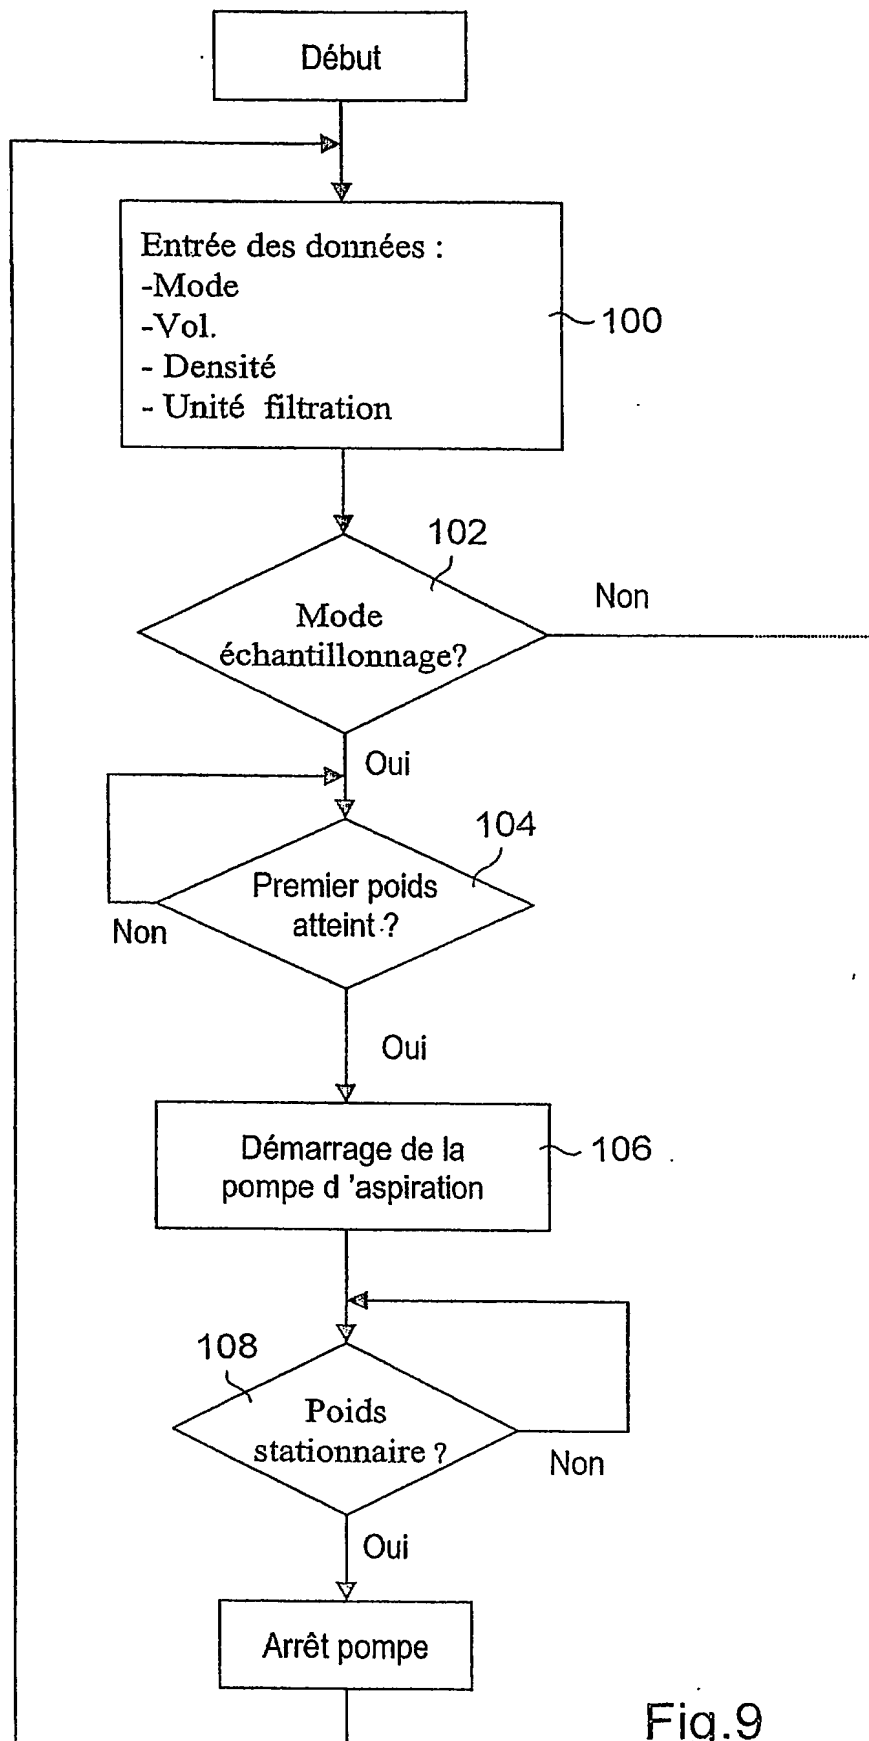 Début
Entrée des données :
-Mode
-Vol.
- Densité
- Unité filtration
100
102
Mode
échantillonnage?
Non
Oui
104
Premier poids
atteint ?
Non
Oui
Démarrage de la
pompe d 'aspiration
106
108
Poids
stationnaire ?
Non
Oui
Arrêt pompe
Fig.9